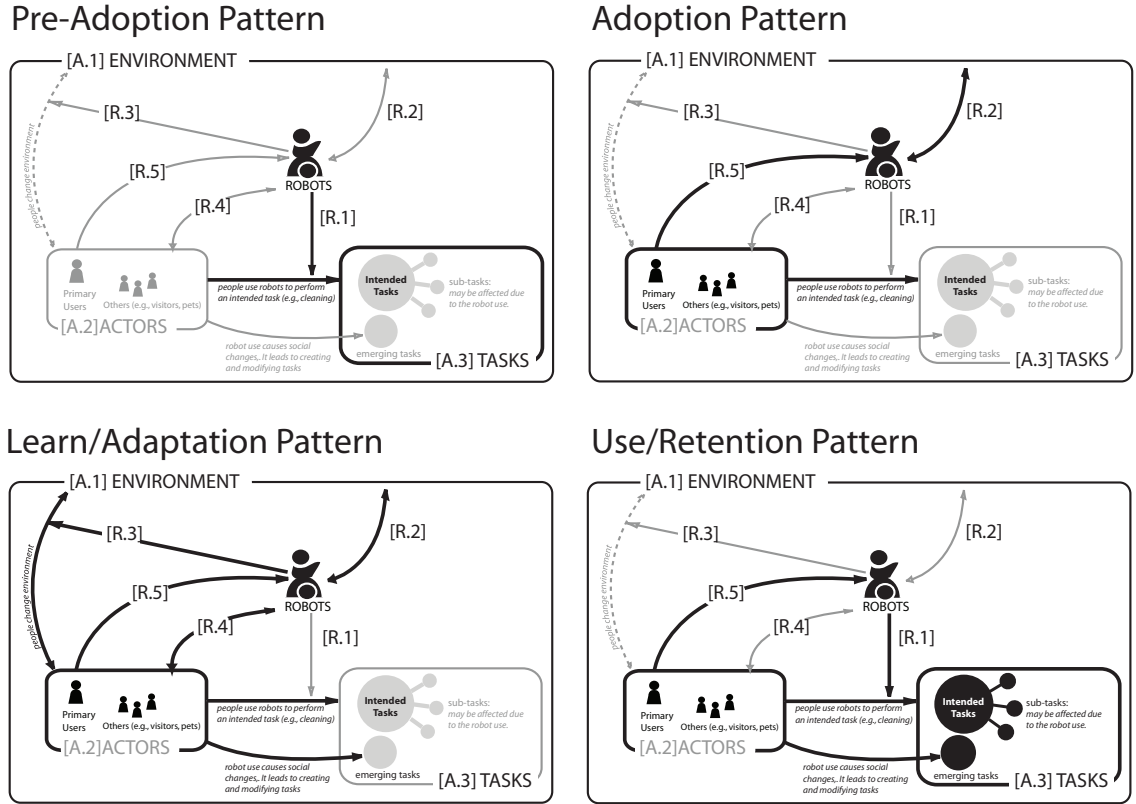 Pre-Adoption Pattern
[A.1] ENVIRONMENT
people change environment
[R.3]
[R.2]
[R.5]
ROBOTS
[R.4]
[R.1]
Primary
Users
Others (e.g., visitors, pets)
[A.2]ACTORS
people use robots to perform
an intended task (e.g., cleaning)
robot use causes social
changes,. It leads to creating
and modifying tasks
Intended
Tasks
sub-tasks:
may be affected due
to the robot use.
emerging tasks
[A.3] TASKS
Adoption Pattern
[A.1] ENVIRONMENT
people change environment
[R.3]
[R.2]
[R.5]
ROBOTS
[R.4]
[R.1]
Primary
Users
Others (e.g., visitors, pets)
[A.2]ACTORS
people use robots to perform
an intended task (e.g., cleaning)
robot use causes social
changes,. It leads to creating
and modifying tasks
Intended
Tasks
sub-tasks:
may be affected due
to the robot use.
emerging tasks
[A.3] TASKS
Learn/Adaptation Pattern
[A.1] ENVIRONMENT
people change environment
[R.3]
[R.2]
[R.5]
ROBOTS
[R.4]
[R.1]
Primary
Users
Others (e.g., visitors, pets)
[A.2]ACTORS
people use robots to perform
an intended task (e.g., cleaning)
robot use causes social
changes,. It leads to creating
and modifying tasks
Intended
Tasks
sub-tasks:
may be affected due
to the robot use.
emerging tasks
[A.3] TASKS
Use/Retention Pattern
[A.1] ENVIRONMENT
people change environment
[R.3]
[R.2]
[R.5]
ROBOTS
[R.4]
[R.1]
Primary
Users
Others (e.g., visitors, pets)
[A.2]ACTORS
people use robots to perform
an intended task (e.g., cleaning)
robot use causes social
changes,. It leads to creating
and modifying tasks
Intended
Tasks
sub-tasks:
may be affected due
to the robot use.
emerging tasks
[A.3] TASKS